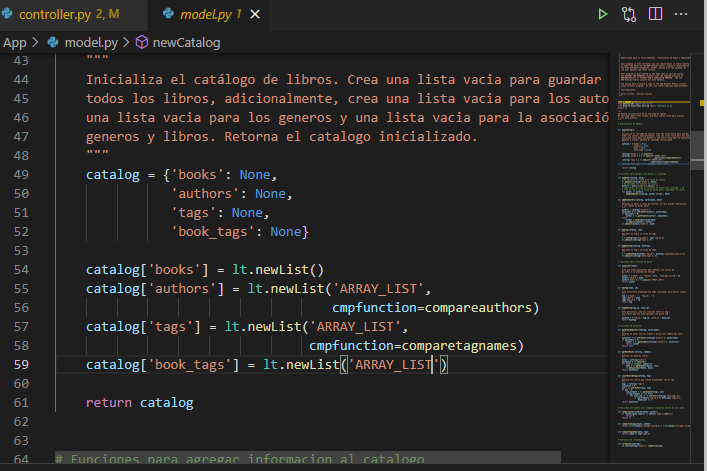 controller.py 2, M
model.py 1
App > model.py > newCatalog
43 """
44 Inicializa el catálogo de libros. Crea una lista vacia para guardar
45 todos los libros, adicionalmente, crea una lista vacia para los auto
46 una lista vacia para los generos y una lista vacia para la asociació
47 generos y libros. Retorna el catalogo inicializado.
48 """
49 catalog = {'books': None,
50 'authors': None,
51 'tags': None,
52 'book_tags': None}
53
54 catalog['books'] = lt.newList()
55 catalog['authors'] = lt.newList('ARRAY_LIST',
56 cmpfunction=compareauthors)
57 catalog['tags'] = lt.newList('ARRAY_LIST',
58 cmpfunction=comparetagnames)
59 catalog['book_tags'] = lt.newList('ARRAY_LIST')
60
61 return catalog
62
63
64 # Funciones para agregar informacion al catalogo